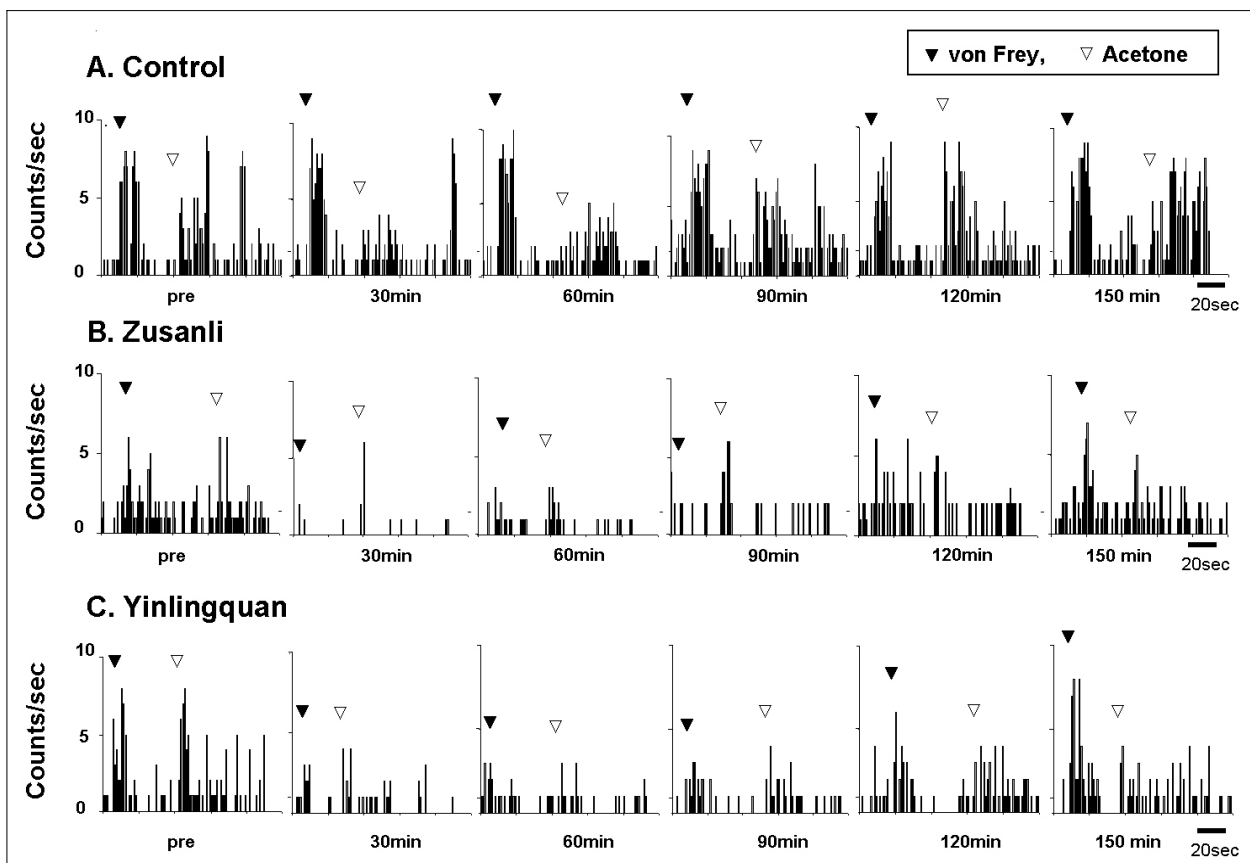 ▼ von Frey, ▽ Acetone
A. Control
Counts/sec
10
5
0
pre
30min
60min
90min
120min
150 min
20sec
B. Zusanli
Counts/sec
10
5
0
pre
30min
60min
90min
120min
150 min
20sec
C. Yinlingquan
Counts/sec
10
5
0
pre
30min
60min
90min
120min
150 min
20sec